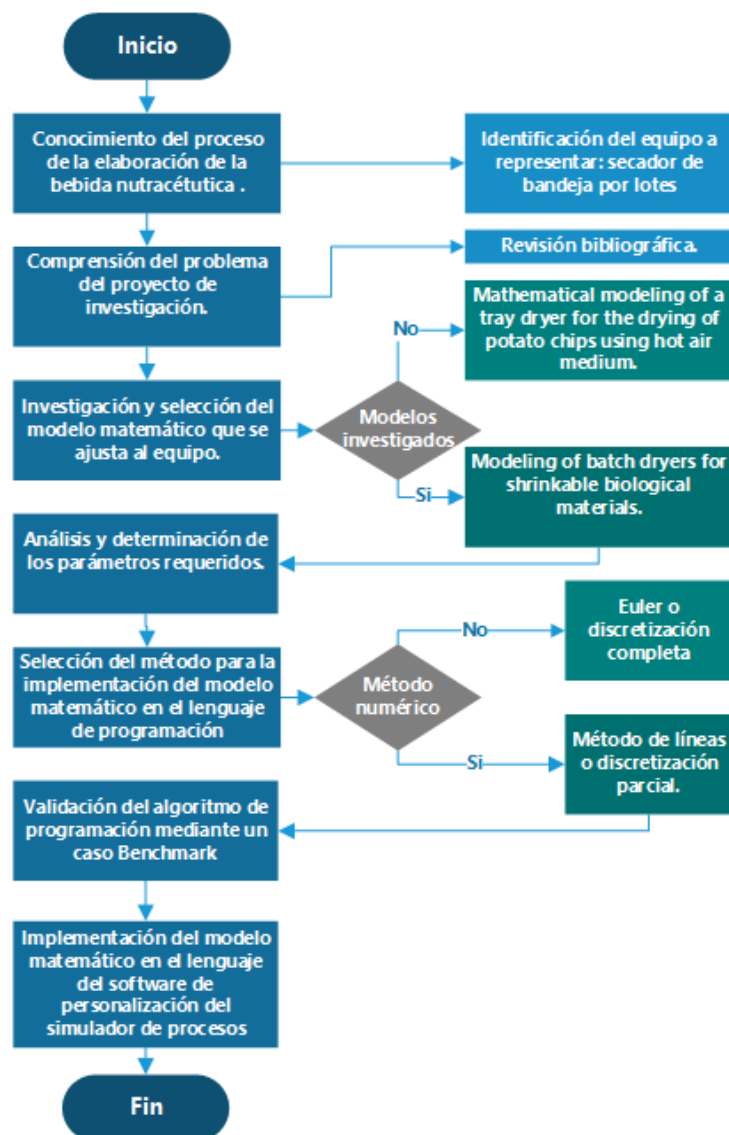 Inicio
Conocimiento del proceso
de la elaboración de la
bebida nutracétutica .
Identificación del equipo a
representar: secador de
bandeja por lotes
Comprensión del problema
del proyecto de
investigación.
Revisión bibliográfica.
Investigación y selección del
modelo matemático que se
ajusta al equipo.
Modelos
investigados
No
Mathematical modeling of a
tray dryer for the drying of
potato chips using hot air
medium.
Si
Modeling of batch dryers for
shrinkable biological
materials.
Análisis y determinación de
los parámetros requeridos.
Selección del método para la
implementación del modelo
matemático en el lenguaje
de programación
Método
numérico
No
Euler o
discretización
completa
Si
Método de líneas
o discretización
parcial.
Validación del algoritmo de
programación mediante un
caso Benchmark
Implementación del modelo
matemático en el lenguaje
del software de
personalización del
simulador de procesos
Fin